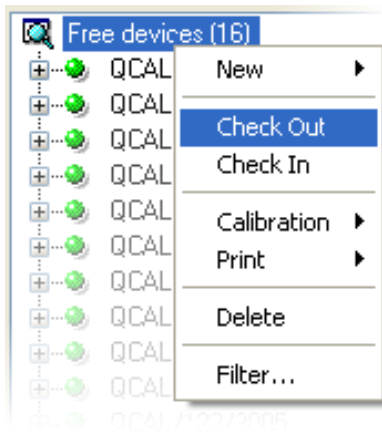 Free devices (16)
QCAL
New
QCAL
QCAL
Check Out
QCAL
Check In
QCAL
Calibration
QCAL
Print
QCAL
QCAL
Delete
QCAL
QCAL
Filter...